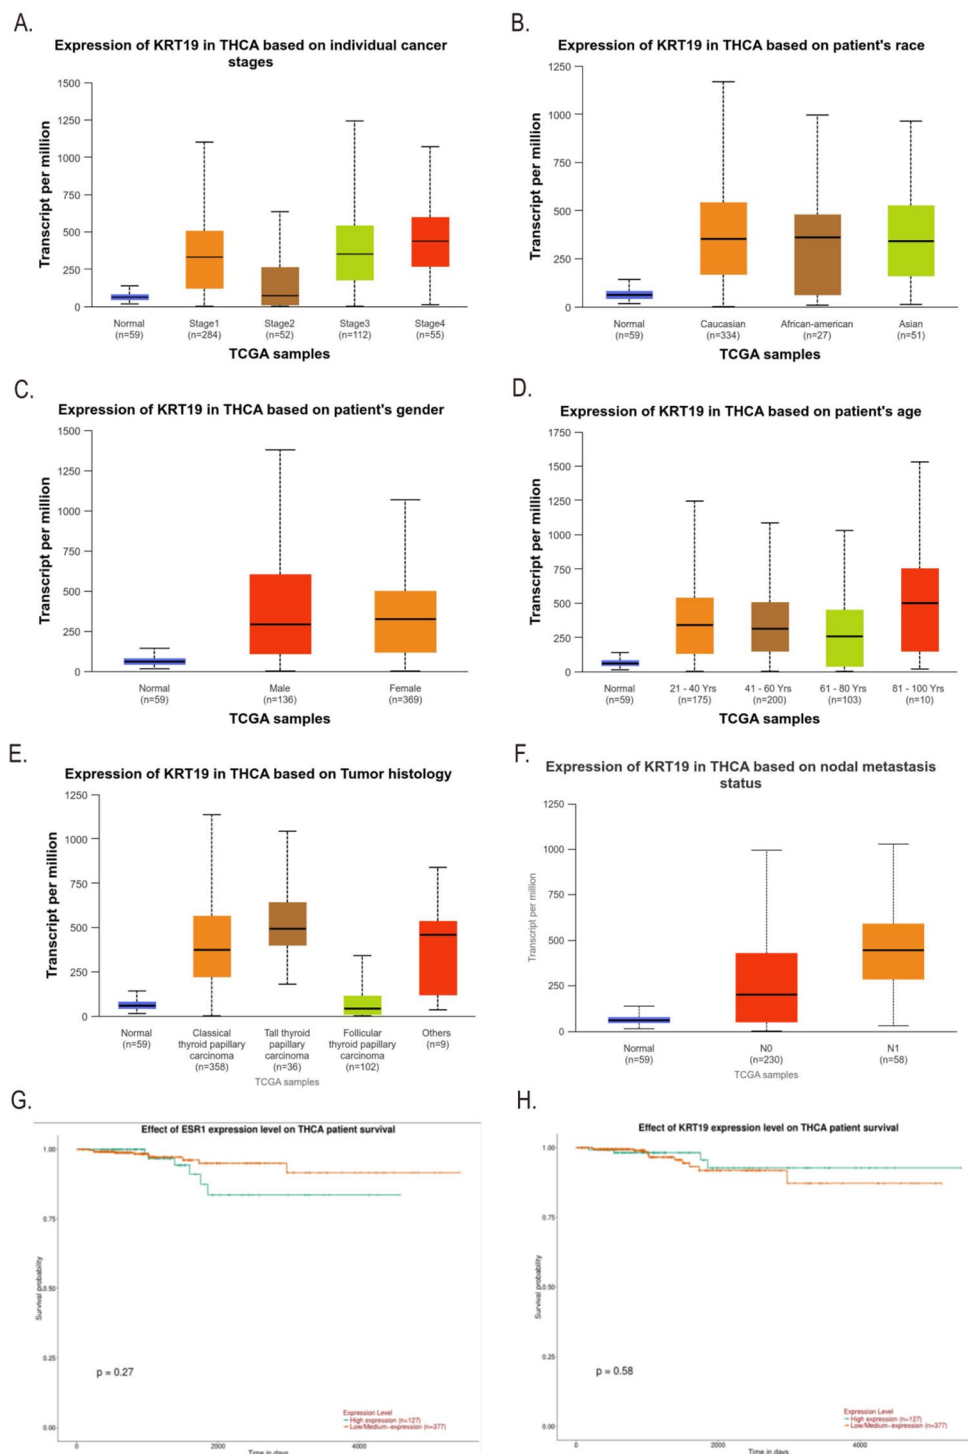 A.
Expression of KRT19 in THCA based on individual cancer
stages
Transcript per million
1500
1250
1000
750
500
250
0
Normal
(n=59)
Stage1
(n=284)
Stage2
(n=52)
Stage3
(n=112)
Stage4
(n=55)
TCGA samples
B.
Expression of KRT19 in THCA based on patient's race
Transcript per million
1250
1000
750
500
250
0
Normal
(n=59)
Caucasian
(n=334)
African-american
(n=27)
Asian
(n=51)
TCGA samples
C.
Expression of KRT19 in THCA based on patient's gender
Transcript per million
1500
1250
1000
750
500
250
0
Normal
(n=59)
Male
(n=136)
Female
(n=369)
TCGA samples
D.
Expression of KRT19 in THCA based on patient's age
Transcript per million
1750
1500
1250
1000
750
500
250
0
Normal
(n=59)
21 - 40 Yrs
(n=175)
41 - 60 Yrs
(n=200)
61 - 80 Yrs
(n=103)
81 - 100 Yrs
(n=10)
TCGA samples
E.
Expression of KRT19 in THCA based on Tumor histology
Transcript per million
1250
1000
750
500
250
0
Normal
(n=59)
Classical
thyroid papillary
carcinoma
(n=358)
Tall thyroid
papillary
carcinoma
(n=36)
Follicular
thyroid papillary
carcinoma
(n=102)
Others
(n=9)
TCGA samples
F.
Expression of KRT19 in THCA based on nodal metastasis
status
Transcript per million
1250
1000
750
500
250
0
Normal
(n=59)
N0
(n=230)
N1
(n=58)
TCGA samples
G.
Effect of ESR1 expression level on THCA patient survival
Survival probability
1.00
0.75
0.50
0.25
0.00
p = 0.27
Expression Level
High expression (n=127)
Low/Medium-expression (n=377)
0
2000
4000
Time in days
H.
Effect of KRT19 expression level on THCA patient survival
Survival probability
1.00
0.75
0.50
0.25
0.00
p = 0.58
Expression Level
High expression (n=127)
Low/Medium-expression (n=377)
0
2000
4000
Time in days